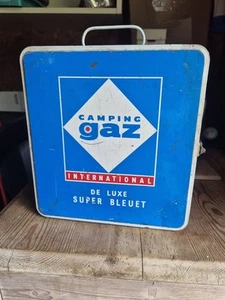 CAMPING
gaz
INTERNATIONAL
DE LUXE
SUPER BLEUET